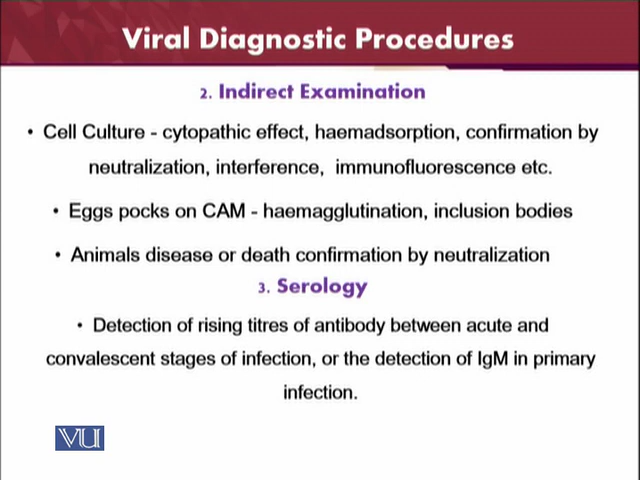 Viral Diagnostic Procedures
2. Indirect Examination
• Cell Culture - cytopathic effect, haemadsorption, confirmation by
neutralization, interference, immunofluorescence etc.
• Eggs pocks on CAM - haemagglutination, inclusion bodies
• Animals disease or death confirmation by neutralization
3. Serology
• Detection of rising titres of antibody between acute and
convalescent stages of infection, or the detection of IgM in primary
infection.
VU